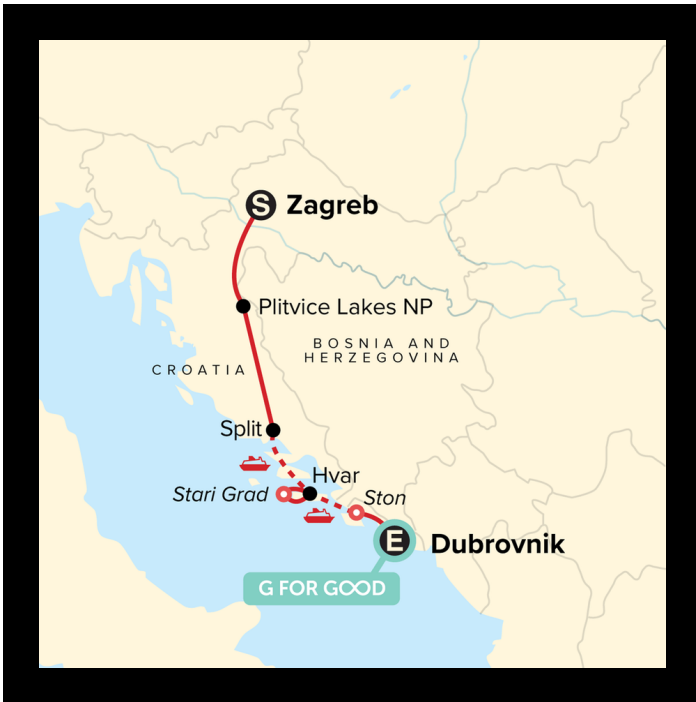 S Zagreb
Plitvice Lakes NP
BOSNIA AND
HERZEGOVINA
CROATIA
Split
Hvar
Stari Grad
Ston
E Dubrovnik
G FOR GOOD